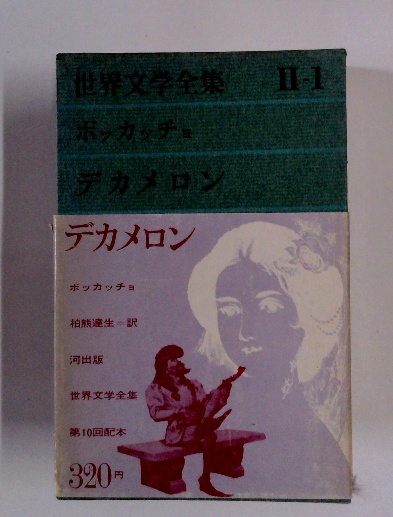 世界文学全集 II-1
ボッカッチョ
デカメロン
デカメロン
ボッカッチョ
柏熊達生＝訳
河出版
世界文学全集
第10回配本
320円